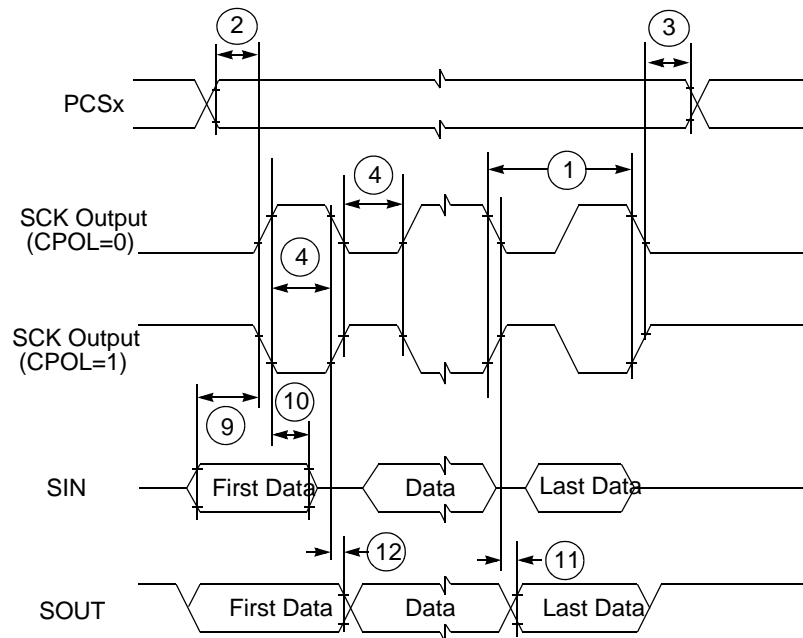 2
3
PCSx
4
1
SCK Output
(CPOL=0)
4
SCK Output
(CPOL=1)
9
10
SIN
First Data
Data
Last Data
12
11
SOUT
First Data
Data
Last Data